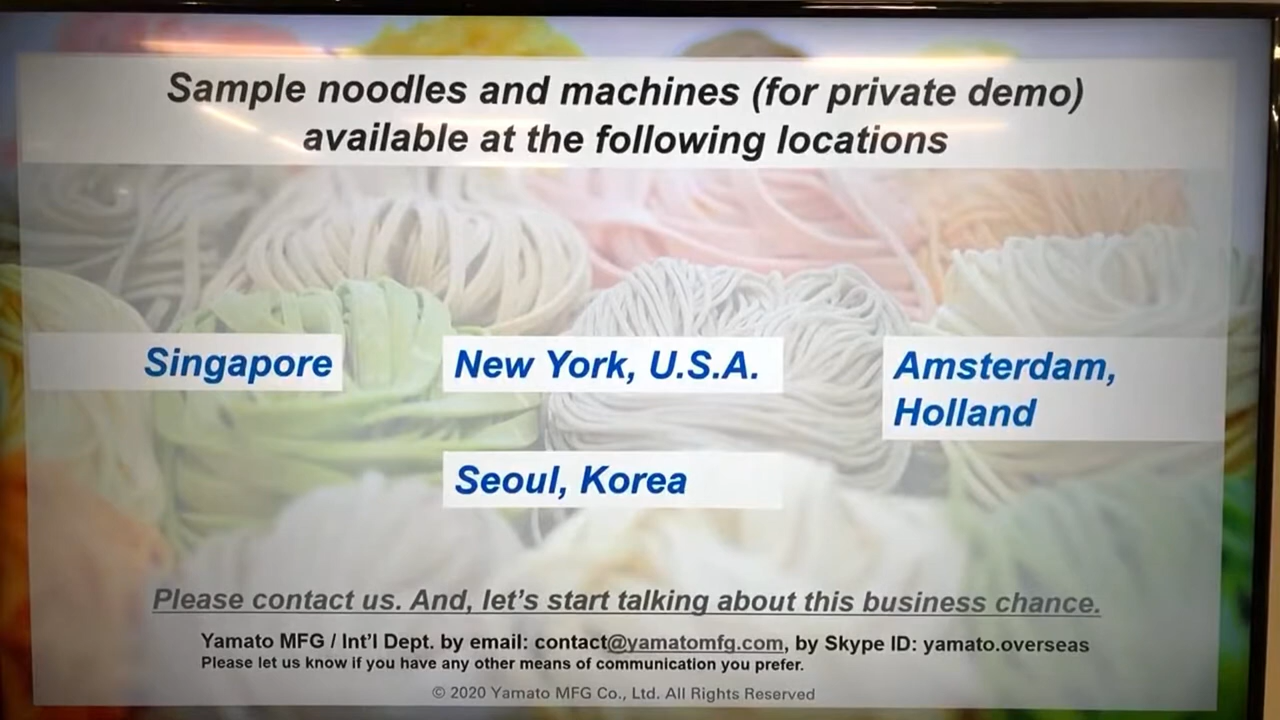 Sample noodles and machines (for private demo)
available at the following locations
Singapore
New York, U.S.A.
Amsterdam,
Holland
Seoul, Korea
Please contact us. And, let's start talking about this business chance.
Yamato MFG / Int'l Dept. by email: contact@yamatomfg.com, by Skype ID: yamato.overseas
Please let us know if you have any other means of communication you prefer.
© 2020 Yamato MFG Co., Ltd. All Rights Reserved